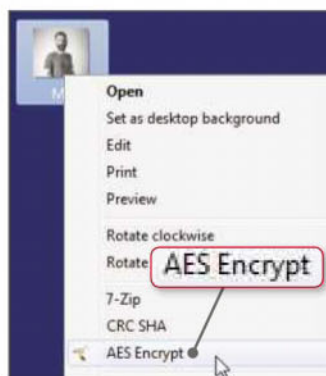 M
Open
Set as desktop background
Edit
Print
Preview
Rotate clockwise
Rotate
AES Encrypt
7-Zip
CRC SHA
AES Encrypt